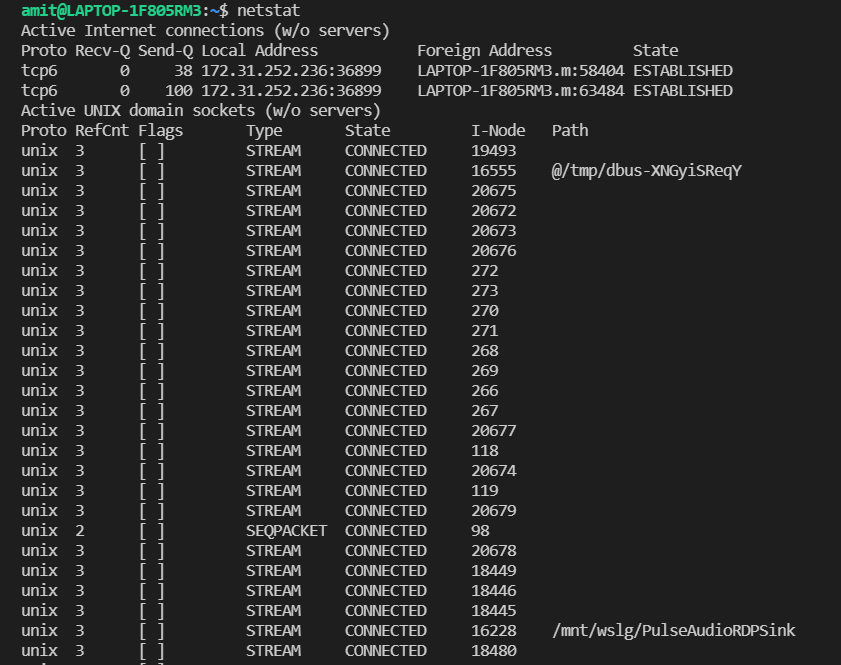 amit@LAPTOP-1F805RM3:~$ netstat
Active Internet connections (w/o servers)
Proto Recv-Q Send-Q Local Address           Foreign Address         State
tcp6       0     38 172.31.252.236:36899    LAPTOP-1F805RM3.m:58404 ESTABLISHED
tcp6       0    100 172.31.252.236:36899    LAPTOP-1F805RM3.m:63484 ESTABLISHED
Active UNIX domain sockets (w/o servers)
Proto RefCnt Flags       Type       State         I-Node   Path
unix  3      [ ]         STREAM     CONNECTED     19493
unix  3      [ ]         STREAM     CONNECTED     16555    @/tmp/dbus-XNGyiSReqY
unix  3      [ ]         STREAM     CONNECTED     20675
unix  3      [ ]         STREAM     CONNECTED     20672
unix  3      [ ]         STREAM     CONNECTED     20673
unix  3      [ ]         STREAM     CONNECTED     20676
unix  3      [ ]         STREAM     CONNECTED     272
unix  3      [ ]         STREAM     CONNECTED     273
unix  3      [ ]         STREAM     CONNECTED     270
unix  3      [ ]         STREAM     CONNECTED     271
unix  3      [ ]         STREAM     CONNECTED     268
unix  3      [ ]         STREAM     CONNECTED     269
unix  3      [ ]         STREAM     CONNECTED     266
unix  3      [ ]         STREAM     CONNECTED     267
unix  3      [ ]         STREAM     CONNECTED     20677
unix  3      [ ]         STREAM     CONNECTED     118
unix  3      [ ]         STREAM     CONNECTED     20674
unix  3      [ ]         STREAM     CONNECTED     119
unix  3      [ ]         STREAM     CONNECTED     20679
unix  2      [ ]         SEQPACKET  CONNECTED     98
unix  3      [ ]         STREAM     CONNECTED     20678
unix  3      [ ]         STREAM     CONNECTED     18449
unix  3      [ ]         STREAM     CONNECTED     18446
unix  3      [ ]         STREAM     CONNECTED     18445
unix  3      [ ]         STREAM     CONNECTED     16228    /mnt/wslg/PulseAudioRDPSink
unix  3      [ ]         STREAM     CONNECTED     18480